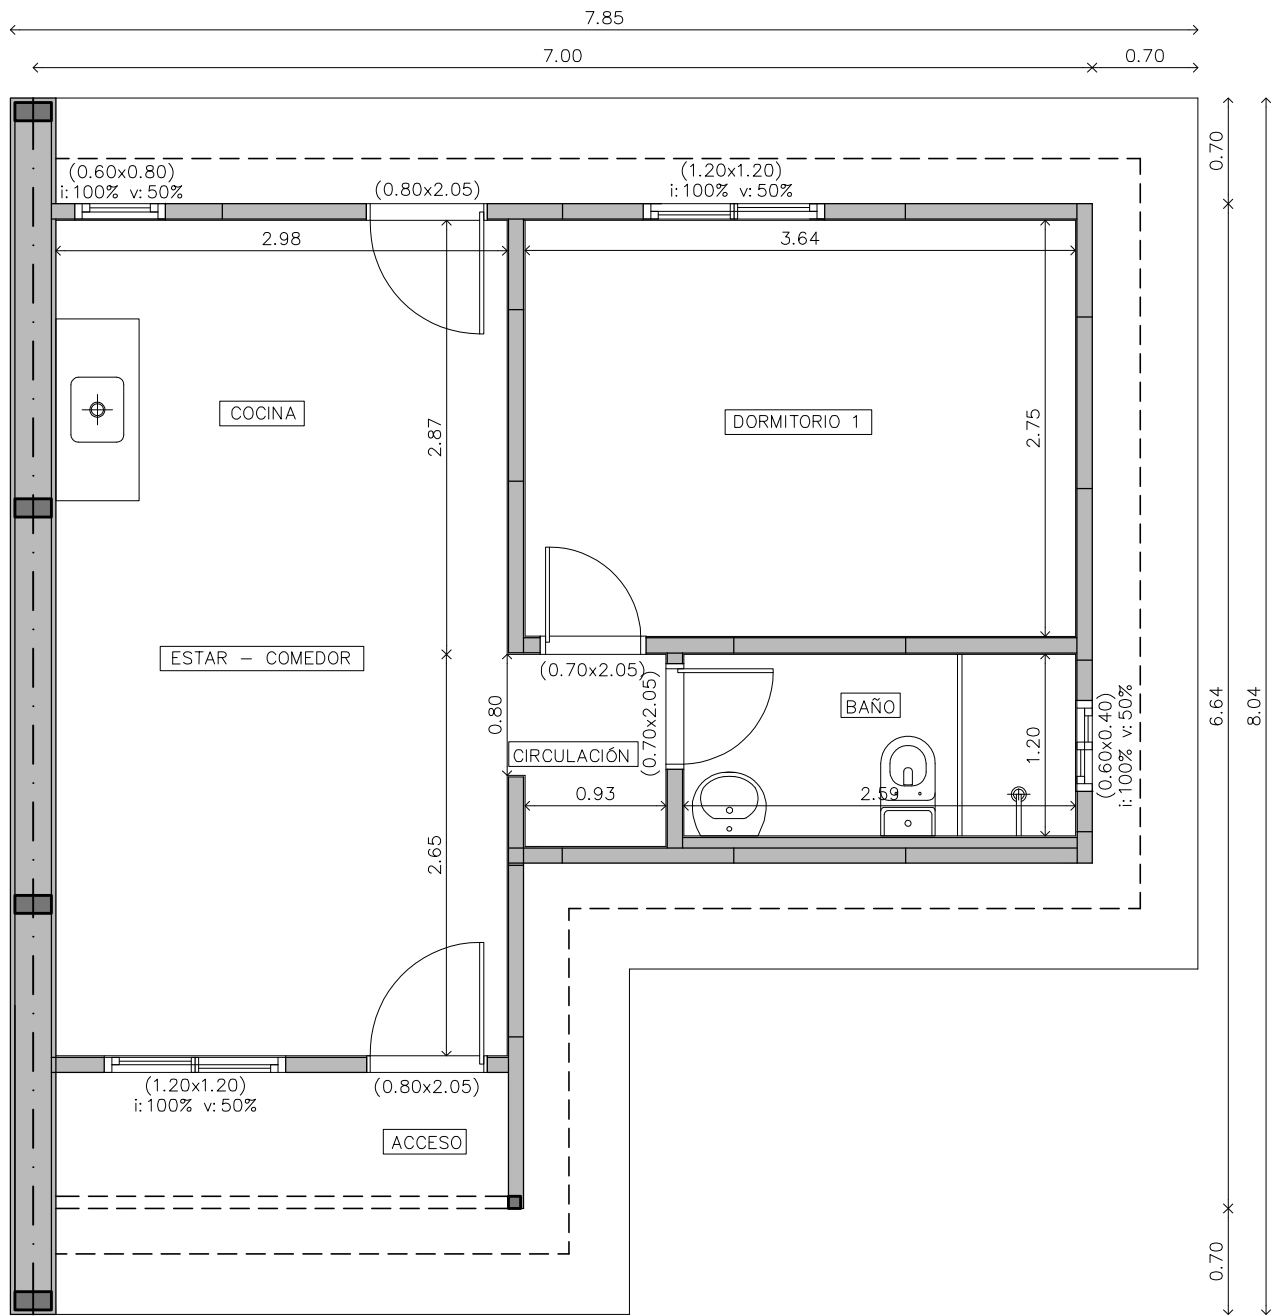 7.85
7.00
0.70
0.70
(0.60x0.80)
i:100% v:50%
(0.80x2.05)
(1.20x1.20)
i:100% v:50%
2.98
3.64
COCINA
2.87
DORMITORIO 1
2.75
ESTAR – COMEDOR
(0.70x2.05)
(0.70x2.05)
0.80
BAÑO
1.20
(0.60x0.40)
i:100% v:50%
6.64
8.04
CIRCULACIÓN
0.93
2.59
2.65
(1.20x1.20)
i:100% v:50%
(0.80x2.05)
ACCESO
0.70